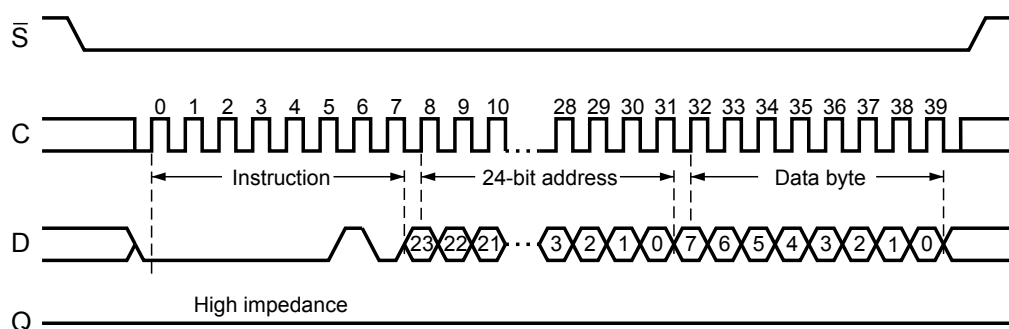 S̅
0 1 2 3 4 5 6 7 8 9 10 28 29 30 31 32 33 34 35 36 37 38 39
C
Instruction 24-bit address Data byte
D 23 22 21 3 2 1 0 7 6 5 4 3 2 1 0
High impedance
Q